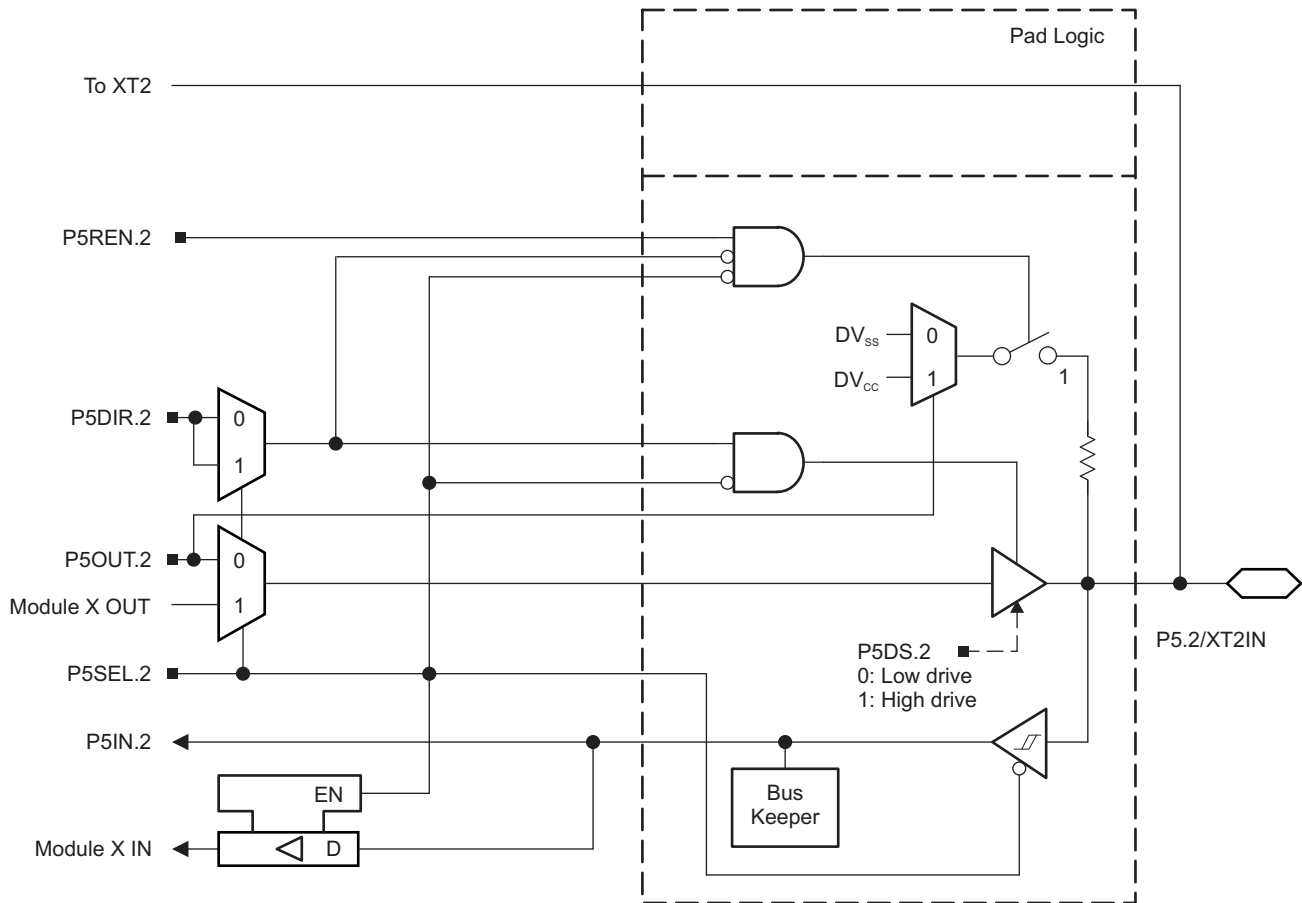 Pad Logic
To XT2
P5REN.2
DVSS
0
DVCC
1
1
P5DIR.2
0
1
P5OUT.2
0
Module X OUT
1
P5DS.2
0: Low drive
1: High drive
P5.2/XT2IN
P5SEL.2
P5IN.2
Bus
Keeper
EN
Module X IN
D